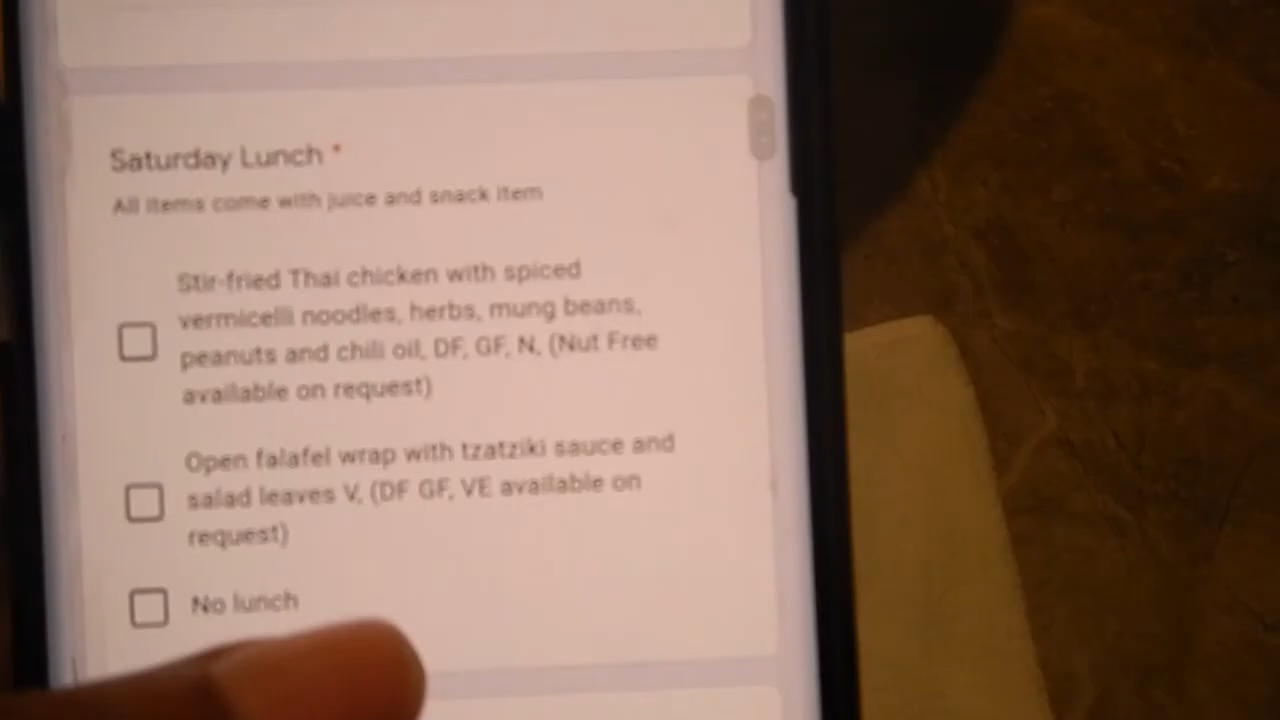 Saturday Lunch *
All items come with juice and snack item
Stir-fried Thai chicken with spiced
vermicelli noodles, herbs, mung beans,
peanuts and chili oil, DF, GF, N, (Nut Free
available on request)
Open falafel wrap with tzatziki sauce and
salad leaves V, (DF GF, VE available on
request)
No lunch